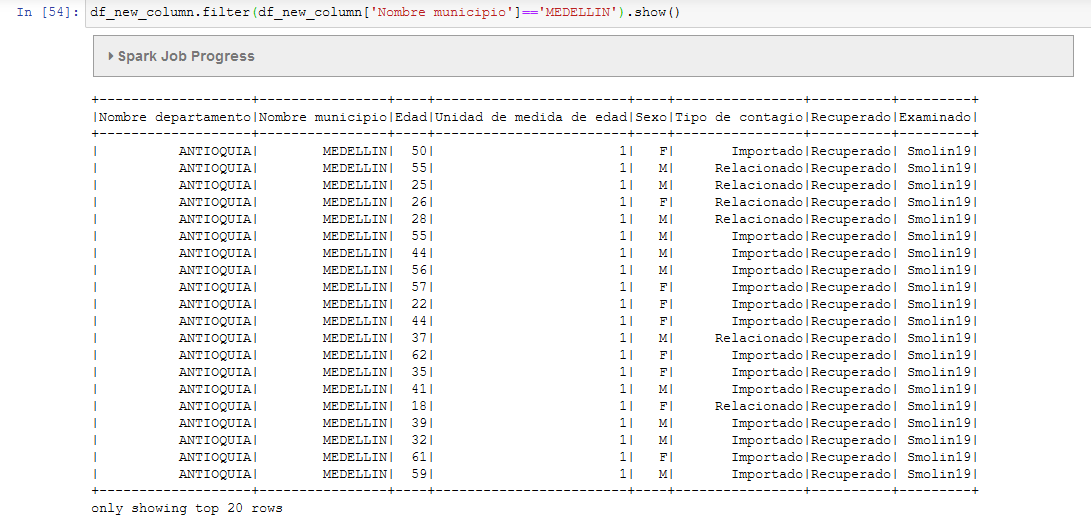 In [54]: df_new_column.filter(df_new_column['Nombre municipio']=='MEDELLIN').show()
Spark Job Progress
+-------------------+----------------+----+------------------------+----+----------------+----------+---------+
|Nombre departamento|Nombre municipio|Edad|Unidad de medida de edad|Sexo|Tipo de contagio|Recuperado|Examinado|
+-------------------+----------------+----+------------------------+----+----------------+----------+---------+
|          ANTIOQUIA|        MEDELLIN|  50|                       1|   F|       Importado|Recuperado| Smolin19|
|          ANTIOQUIA|        MEDELLIN|  55|                       1|   M|     Relacionado|Recuperado| Smolin19|
|          ANTIOQUIA|        MEDELLIN|  25|                       1|   M|     Relacionado|Recuperado| Smolin19|
|          ANTIOQUIA|        MEDELLIN|  26|                       1|   F|     Relacionado|Recuperado| Smolin19|
|          ANTIOQUIA|        MEDELLIN|  28|                       1|   M|     Relacionado|Recuperado| Smolin19|
|          ANTIOQUIA|        MEDELLIN|  55|                       1|   M|       Importado|Recuperado| Smolin19|
|          ANTIOQUIA|        MEDELLIN|  44|                       1|   M|       Importado|Recuperado| Smolin19|
|          ANTIOQUIA|        MEDELLIN|  56|                       1|   M|       Importado|Recuperado| Smolin19|
|          ANTIOQUIA|        MEDELLIN|  57|                       1|   F|       Importado|Recuperado| Smolin19|
|          ANTIOQUIA|        MEDELLIN|  22|                       1|   F|       Importado|Recuperado| Smolin19|
|          ANTIOQUIA|        MEDELLIN|  44|                       1|   F|       Importado|Recuperado| Smolin19|
|          ANTIOQUIA|        MEDELLIN|  37|                       1|   M|     Relacionado|Recuperado| Smolin19|
|          ANTIOQUIA|        MEDELLIN|  62|                       1|   F|       Importado|Recuperado| Smolin19|
|          ANTIOQUIA|        MEDELLIN|  35|                       1|   F|       Importado|Recuperado| Smolin19|
|          ANTIOQUIA|        MEDELLIN|  41|                       1|   M|       Importado|Recuperado| Smolin19|
|          ANTIOQUIA|        MEDELLIN|  18|                       1|   F|     Relacionado|Recuperado| Smolin19|
|          ANTIOQUIA|        MEDELLIN|  39|                       1|   M|       Importado|Recuperado| Smolin19|
|          ANTIOQUIA|        MEDELLIN|  32|                       1|   M|       Importado|Recuperado| Smolin19|
|          ANTIOQUIA|        MEDELLIN|  61|                       1|   F|       Importado|Recuperado| Smolin19|
|          ANTIOQUIA|        MEDELLIN|  59|                       1|   M|       Importado|Recuperado| Smolin19|
+-------------------+----------------+----+------------------------+----+----------------+----------+---------+
only showing top 20 rows